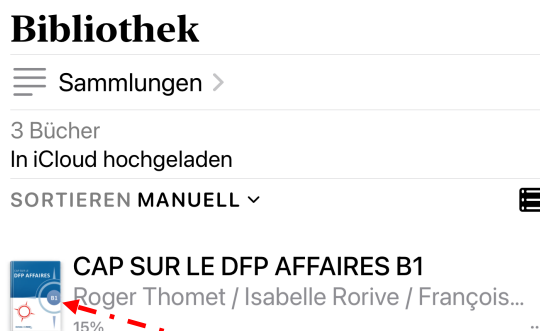 Bibliothek
Sammlungen
3 Bücher
In iCloud hochgeladen
SORTIEREN MANUELL
DFP AFFAIRES
B1
CAP SUR LE DFP AFFAIRES B1
Roger Thomet / Isabelle Rorive / François...
15%